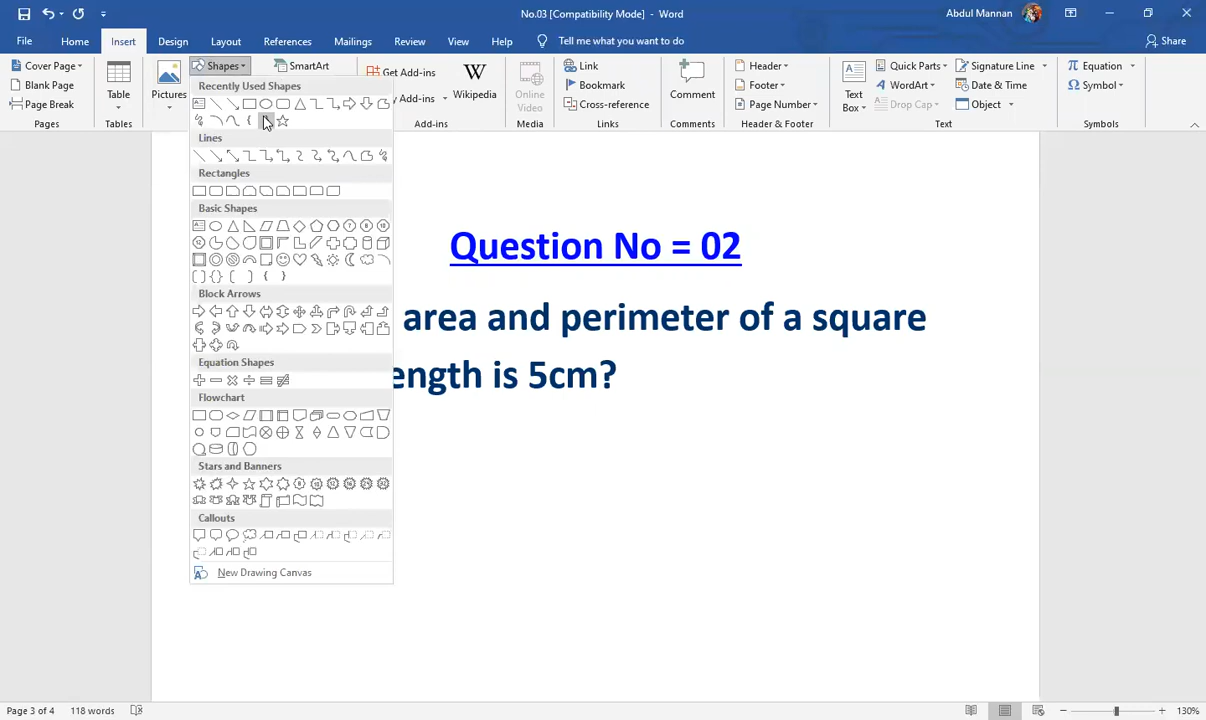 No.03 [Compatibility Mode] - Word
Abdul Mannan
File Home Insert Design Layout References Mailings Review View Help Tell me what you want to do Share
Cover Page
Blank Page
Page Break
Pages
Table
Tables
Pictures
Shapes
SmartArt
Get Add-ins
Add-ins
Wikipedia
Add-ins
Online Video
Media
Link
Bookmark
Cross-reference
Links
Comment
Comments
Header
Footer
Page Number
Header & Footer
Text Box
Quick Parts
WordArt
Drop Cap
Signature Line
Date & Time
Object
Text
Equation
Symbol
Symbols
Recently Used Shapes
Lines
Rectangles
Basic Shapes
Block Arrows
Equation Shapes
Flowchart
Stars and Banners
Callouts
New Drawing Canvas
Question No = 02
area and perimeter of a square
ength is 5cm?
Page 3 of 4 118 words 130%